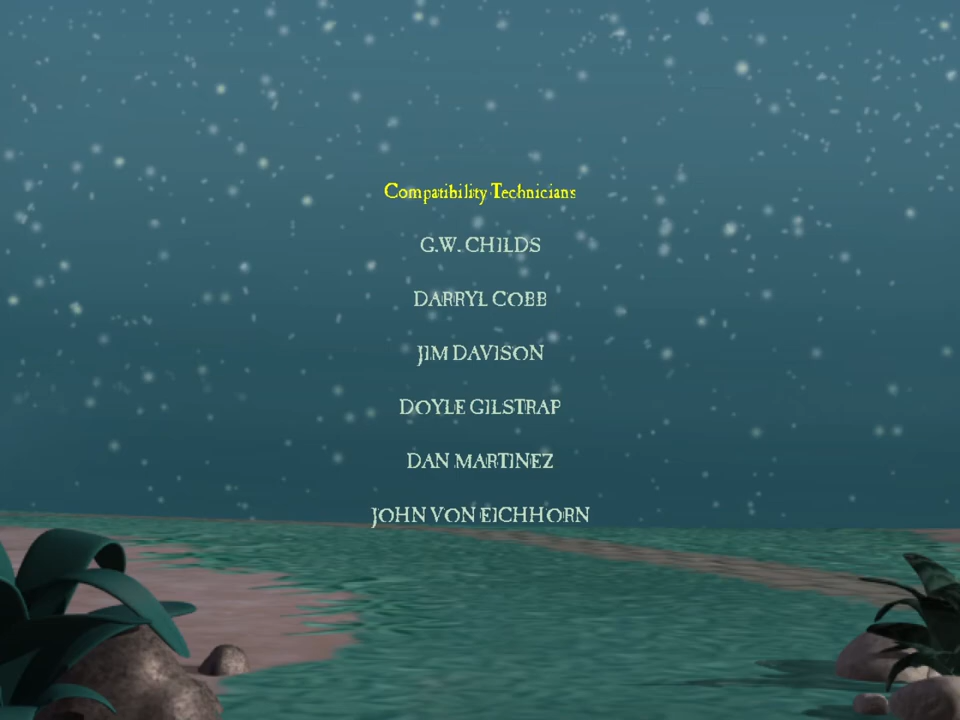 Compatibility Technicians
G.W. CHILDS
DARRYL COBB
JIM DAVISON
DOYLE GILSTRAP
DAN MARTINEZ
JOHN VON EICHHORN